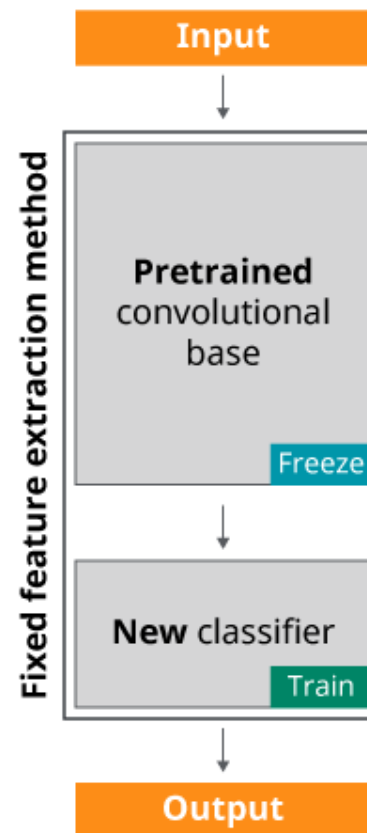 Input
Fixed feature extraction method
Pretrained
convolutional
base
Freeze
New classifier
Train
Output